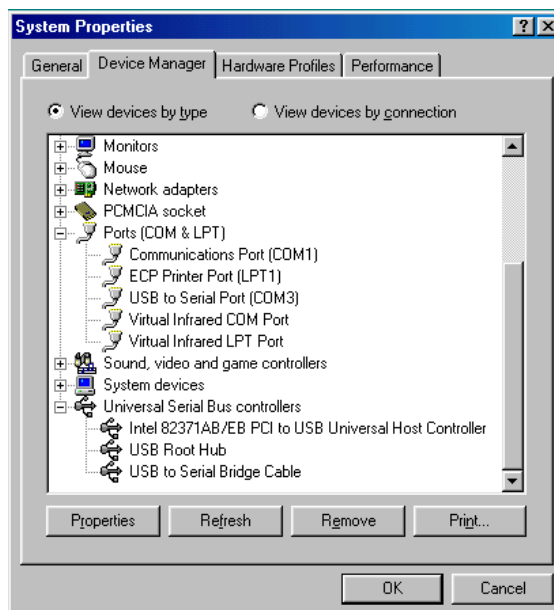 System Properties
General Device Manager Hardware Profiles Performance
View devices by type View devices by connection
Monitors
Mouse
Network adapters
PCMCIA socket
Ports (COM & LPT)
Communications Port (COM1)
ECP Printer Port (LPT1)
USB to Serial Port (COM3)
Virtual Infrared COM Port
Virtual Infrared LPT Port
Sound, video and game controllers
System devices
Universal Serial Bus controllers
Intel 82371AB/EB PCI to USB Universal Host Controller
USB Root Hub
USB to Serial Bridge Cable
Properties Refresh Remove Print...
OK Cancel